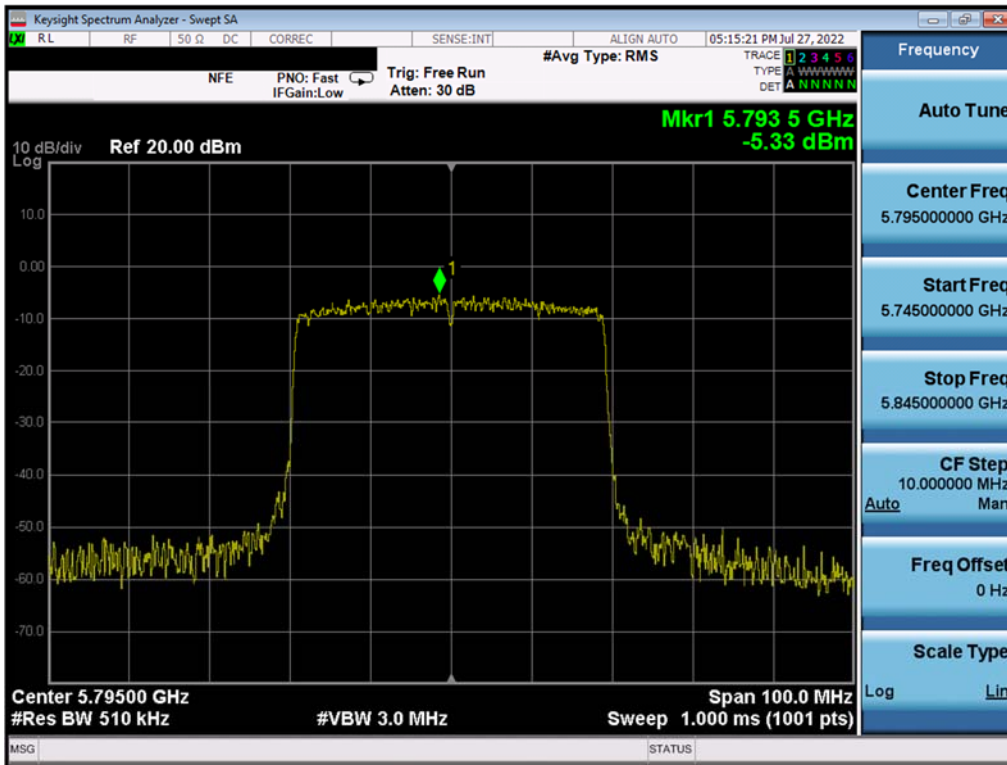 Keysight Spectrum Analyzer - Swept SA
LXI RL RF 50 Ω DC CORREC SENSE:INT ALIGN AUTO 05:15:21 PM Jul 27, 2022
#Avg Type: RMS TRACE 1 2 3 4 5 6
NFE PNO: Fast Trig: Free Run TYPE A W W W W W
IFGain:Low Atten: 30 dB DET A N N N N N
Mkr1 5.793 5 GHz
10 dB/div Ref 20.00 dBm -5.33 dBm
Log
10.0
0.00
1
-10.0
-20.0
-30.0
-40.0
-50.0
-60.0
-70.0
Center 5.79500 GHz Span 100.0 MHz
#Res BW 510 kHz #VBW 3.0 MHz Sweep 1.000 ms (1001 pts)
MSG STATUS
Frequency
Auto Tune
Center Freq
5.795000000 GHz
Start Freq
5.745000000 GHz
Stop Freq
5.845000000 GHz
CF Step
10.000000 MHz
Auto Man
Freq Offset
0 Hz
Scale Type
Log Lin